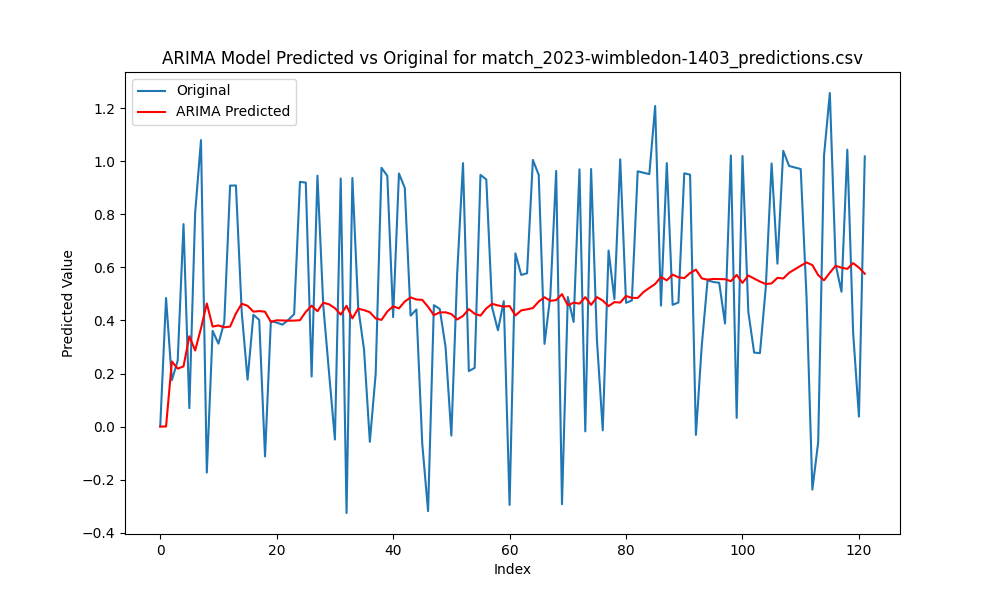 ARIMA Model Predicted vs Original for match_2023-wimbledon-1403_predictions.csv
Original
ARIMA Predicted
Predicted Value
1.2
1.0
0.8
0.6
0.4
0.2
0.0
−0.2
−0.4
0 20 40 60 80 100 120
Index